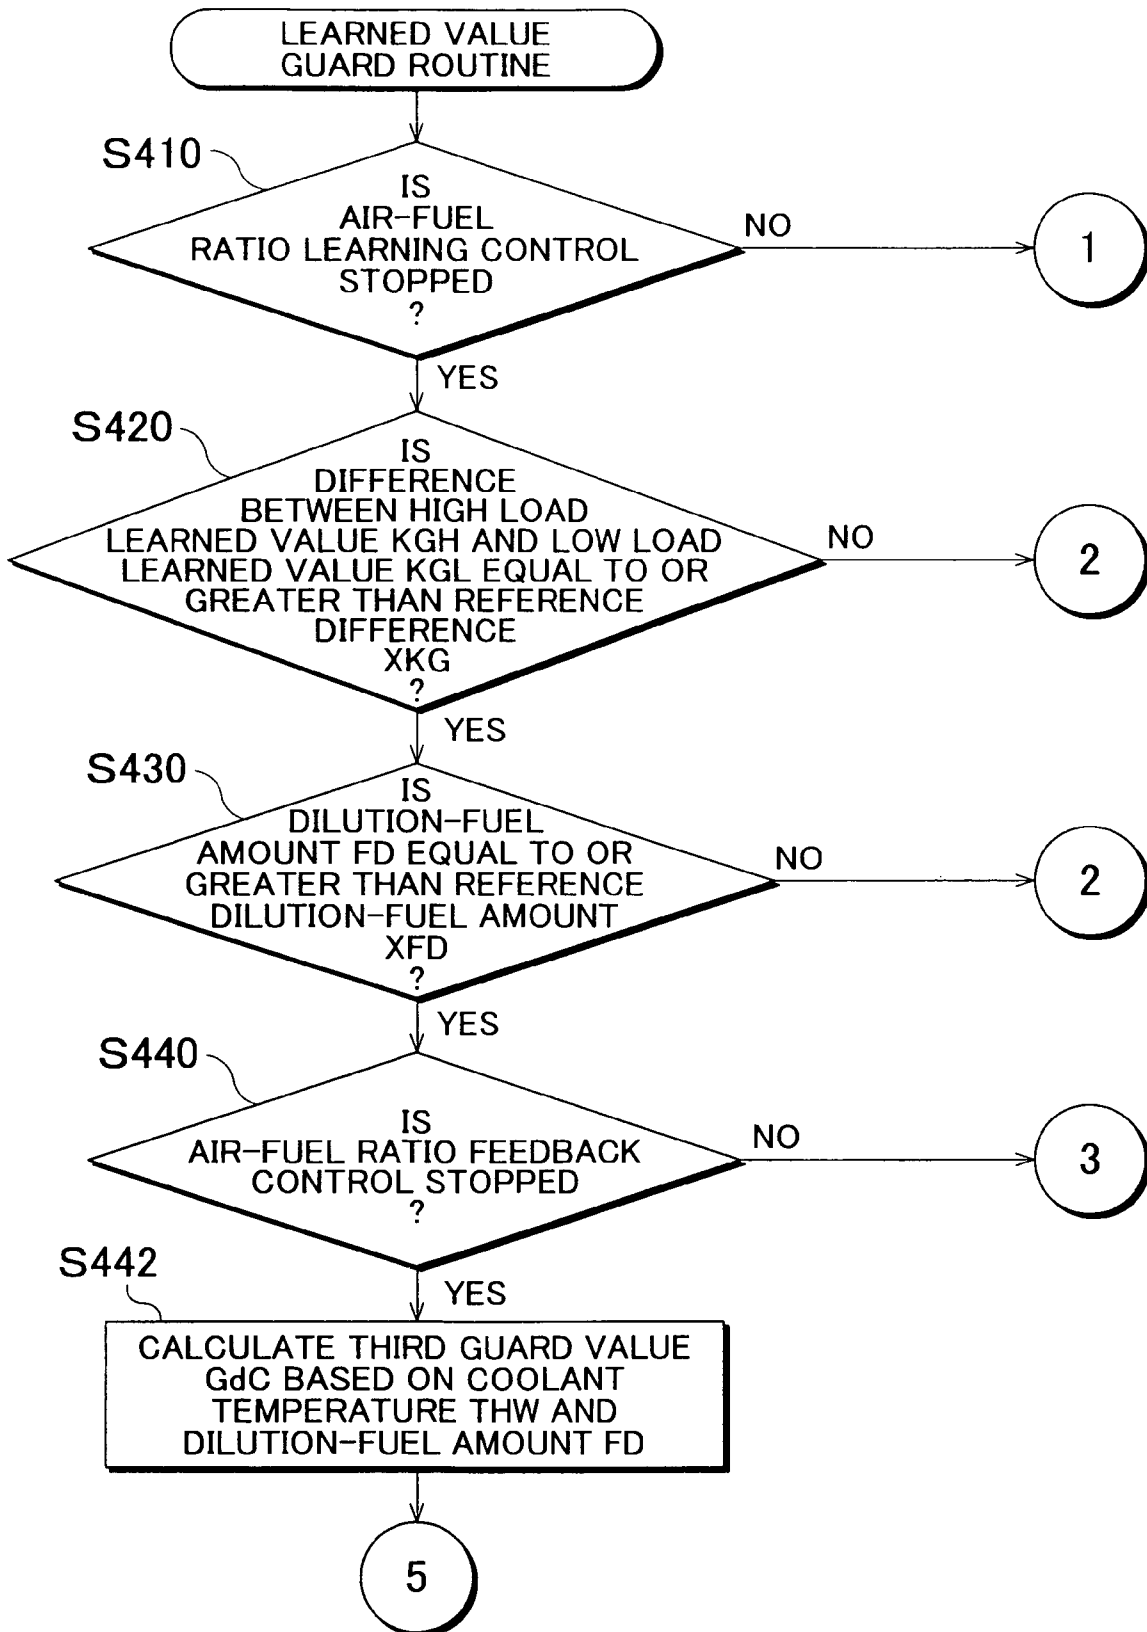 LEARNED VALUE
GUARD ROUTINE
S410
IS
AIR-FUEL
RATIO LEARNING CONTROL
STOPPED
?
NO
1
YES
S420
IS
DIFFERENCE
BETWEEN HIGH LOAD
LEARNED VALUE KGH AND LOW LOAD
LEARNED VALUE KGL EQUAL TO OR
GREATER THAN REFERENCE
DIFFERENCE
XKG
?
NO
2
YES
S430
IS
DILUTION-FUEL
AMOUNT FD EQUAL TO OR
GREATER THAN REFERENCE
DILUTION-FUEL AMOUNT
XFD
?
NO
2
YES
S440
IS
AIR-FUEL RATIO FEEDBACK
CONTROL STOPPED
?
NO
3
YES
S442
CALCULATE THIRD GUARD VALUE
GdC BASED ON COOLANT
TEMPERATURE THW AND
DILUTION-FUEL AMOUNT FD
5